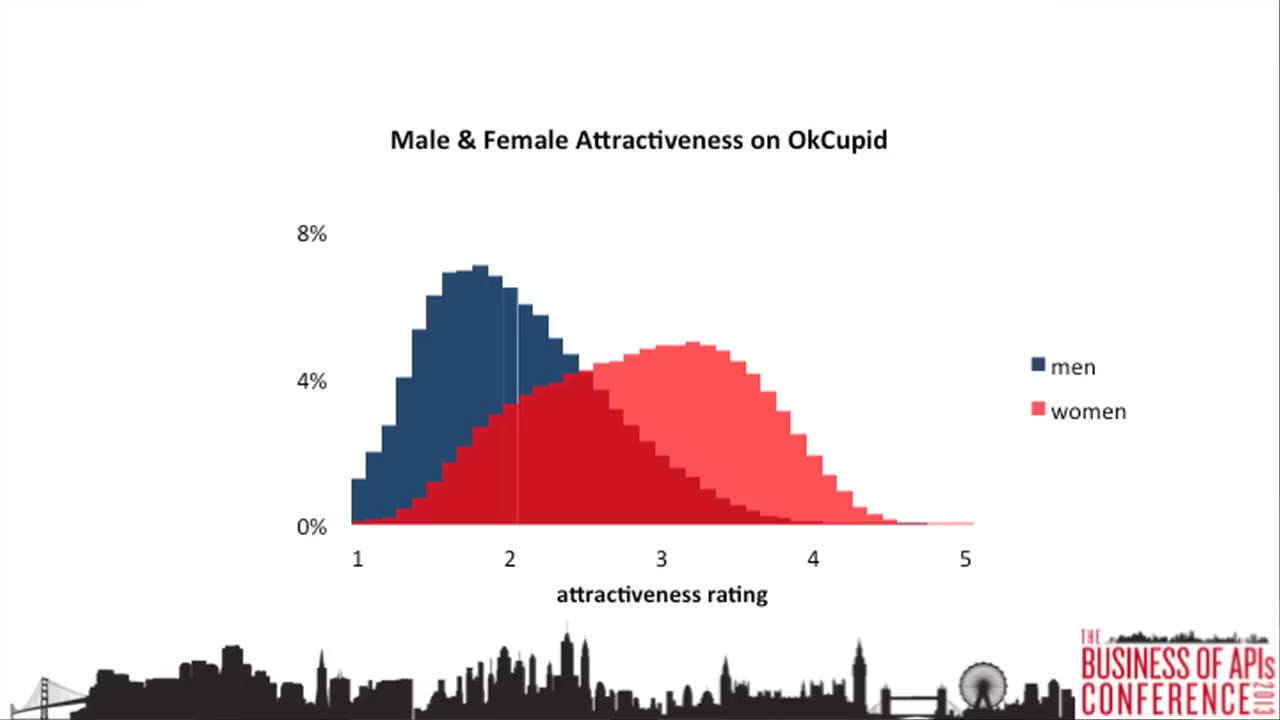 Male & Female Attractiveness on OkCupid
8%
4%
0%
1 2 3 4 5
attractiveness rating
men
women
THE
BUSINESS OF APIs
CONFERENCE 2013